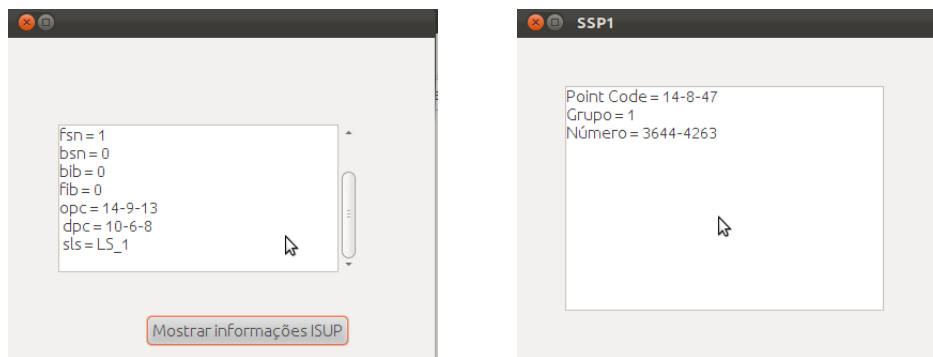 fsn = 1
bsn = 0
bib = 0
fib = 0
opc = 14-9-13
dpc = 10-6-8
sls = LS_1
Mostrar informações ISUP
SSP1
Point Code = 14-8-47
Grupo = 1
Número = 3644-4263